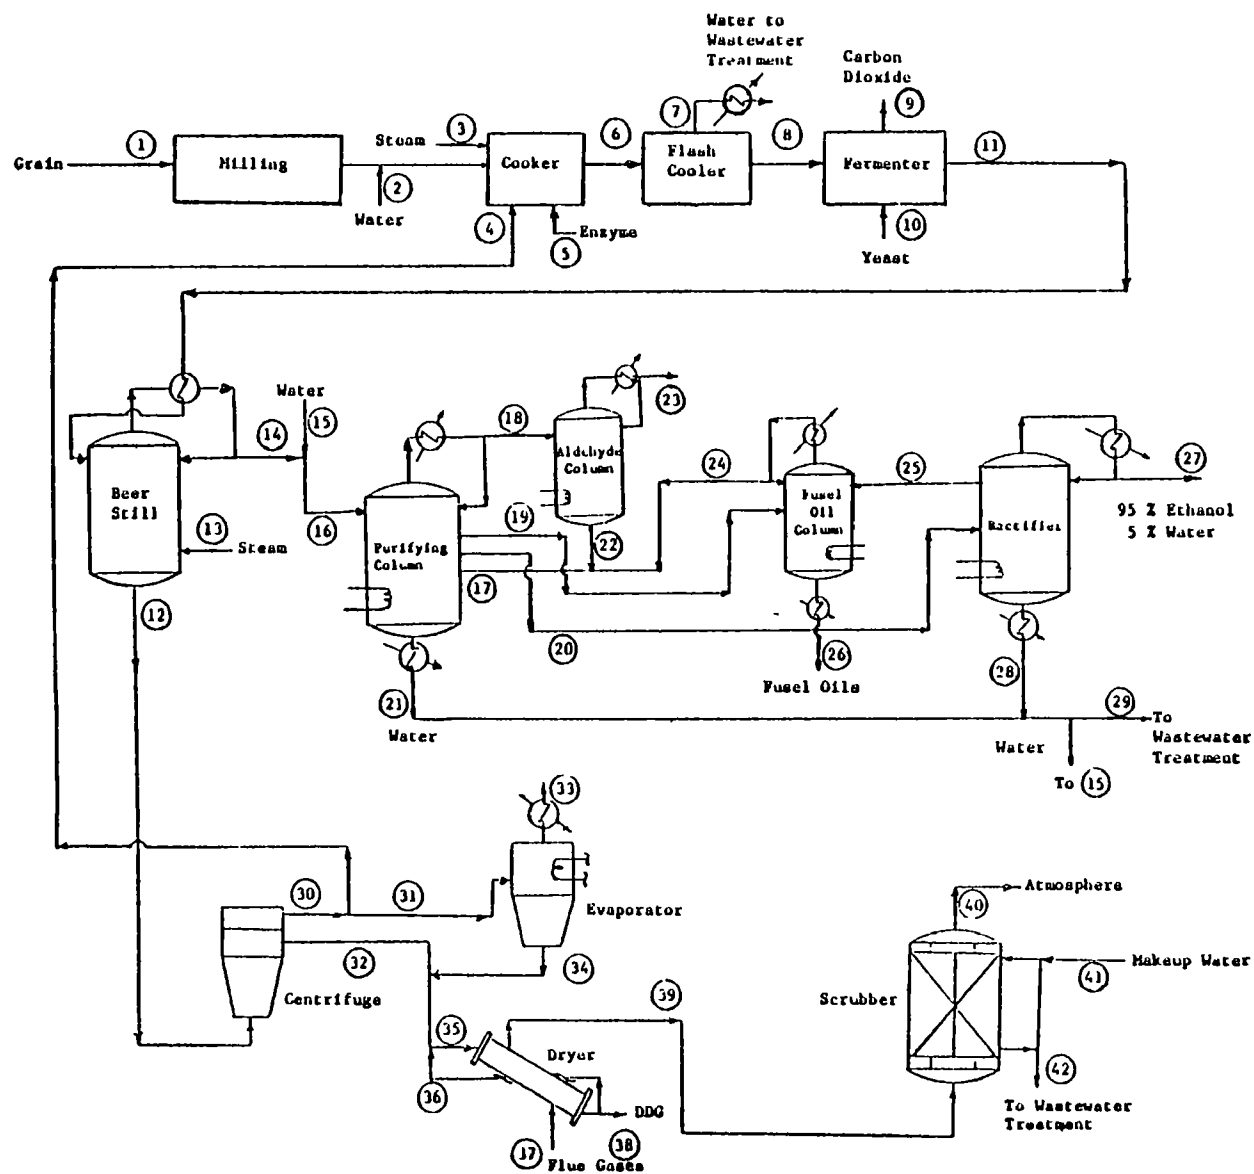 Water to
Wastewater
Treatment
Carbon
Dioxide
1
Grain
Milling
2
Water
Steam
3
Cooker
4
Enzyme
5
6
Flash
Cooler
7
8
Fermenter
9
10
Yeast
11
Beer
Still
12
13
Steam
14
Water
15
16
Purifying
Column
17
18
19
20
21
Water
Aldehyde
Column
22
23
24
Fusel
Oil
Column
25
26
Fusel Oils
Rectifier
27
95 % Ethanol
5 % Water
28
Water
29
To
Wastewater
Treatment
To 15
30
31
32
Centrifuge
33
Evaporator
34
35
36
Dryer
37
Flue Gases
38
DDG
39
Scrubber
40
Atmosphere
41
Makeup Water
42
To Wastewater
Treatment